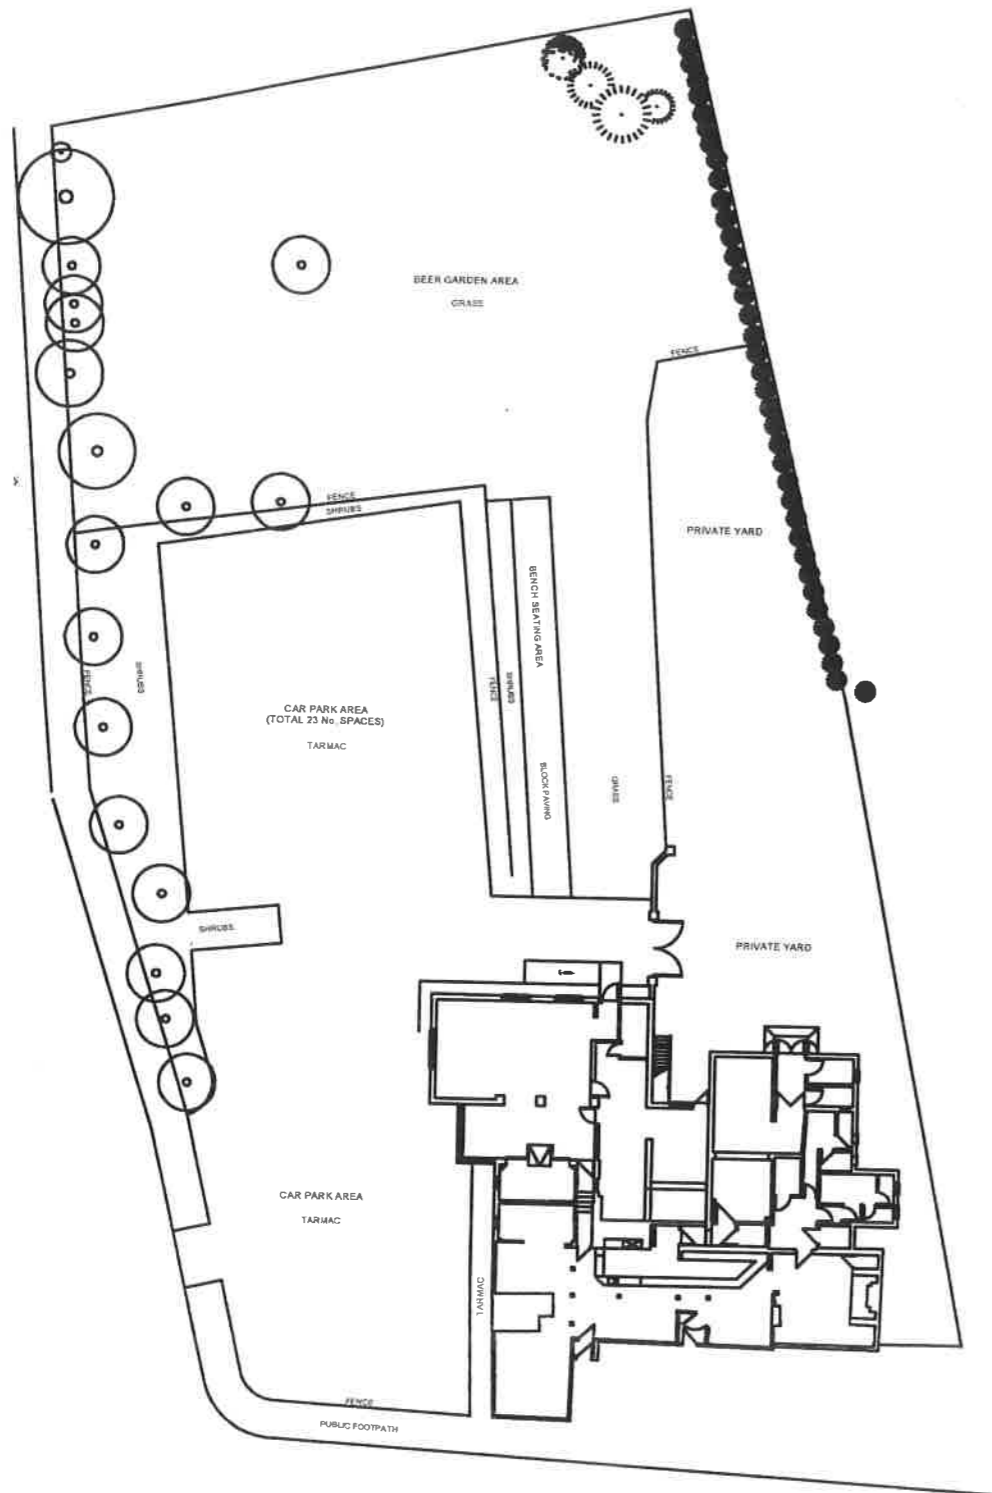 BEER GARDEN AREA
GRASS
FENCE
FENCE
SHRUBS
PRIVATE YARD
BENCH SEATING AREA
SHRUBS
FENCE
SHRUBS
FENCE
CAR PARK AREA
(TOTAL 23 No. SPACES)
TARMAC
BLOCK PAVING
GRASS
FENCE
SHRUBS
PRIVATE YARD
CAR PARK AREA
TARMAC
TARMAC
FENCE
PUBLIC FOOTPATH